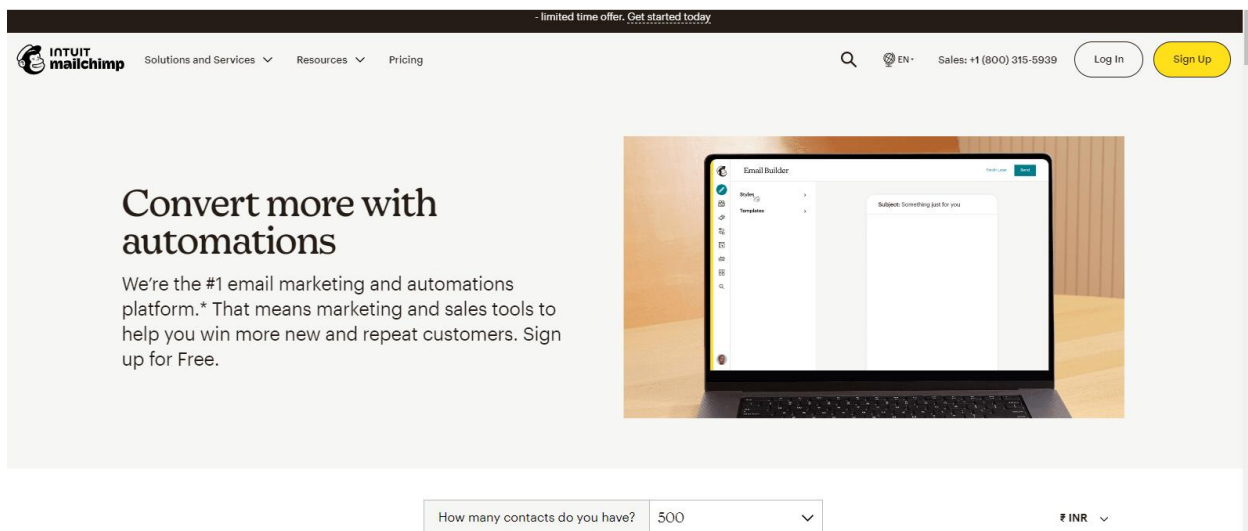 - limited time offer. Get started today
INTUIT
mailchimp
Solutions and Services
Resources
Pricing
EN
Sales: +1 (800) 315-5939
Log In
Sign Up
Convert more with
automations
We're the #1 email marketing and automations
platform.* That means marketing and sales tools to
help you win more new and repeat customers. Sign
up for Free.
Email Builder
Send
Styles
Templates
Subject: Something just for you
How many contacts do you have?
500
₹ INR